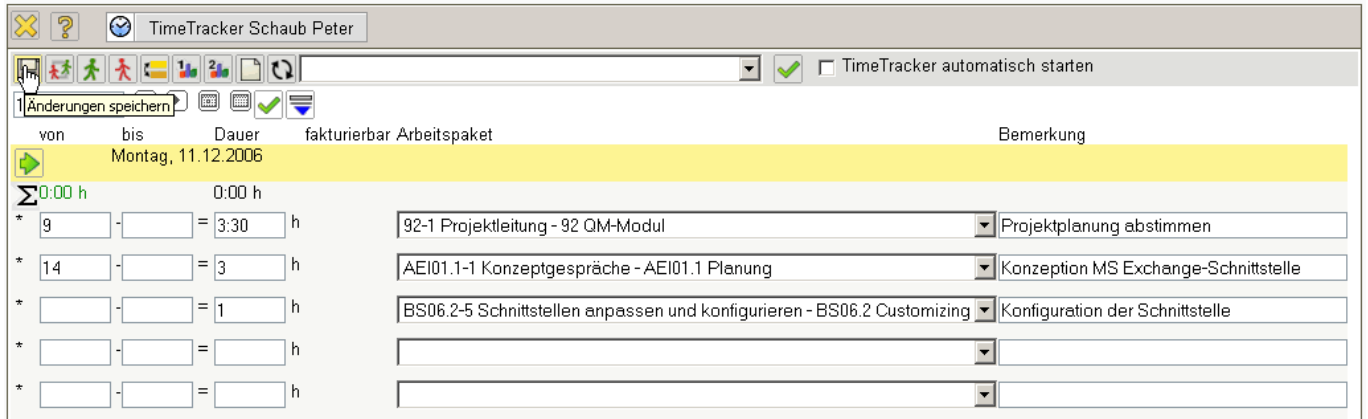 TimeTracker Schaub Peter
TimeTracker automatisch starten
1
Änderungen speichern
von bis Dauer fakturierbar Arbeitspaket Bemerkung
Montag, 11.12.2006
Σ 0:00 h 0:00 h
* 9 - = 3:30 h 92-1 Projektleitung - 92 QM-Modul Projektplanung abstimmen
* 14 - = 3 h AEI01.1-1 Konzeptgespräche - AEI01.1 Planung Konzeption MS Exchange-Schnittstelle
* - = 1 h BS06.2-5 Schnittstellen anpassen und konfigurieren - BS06.2 Customizing Konfiguration der Schnittstelle
* - = h
* - = h